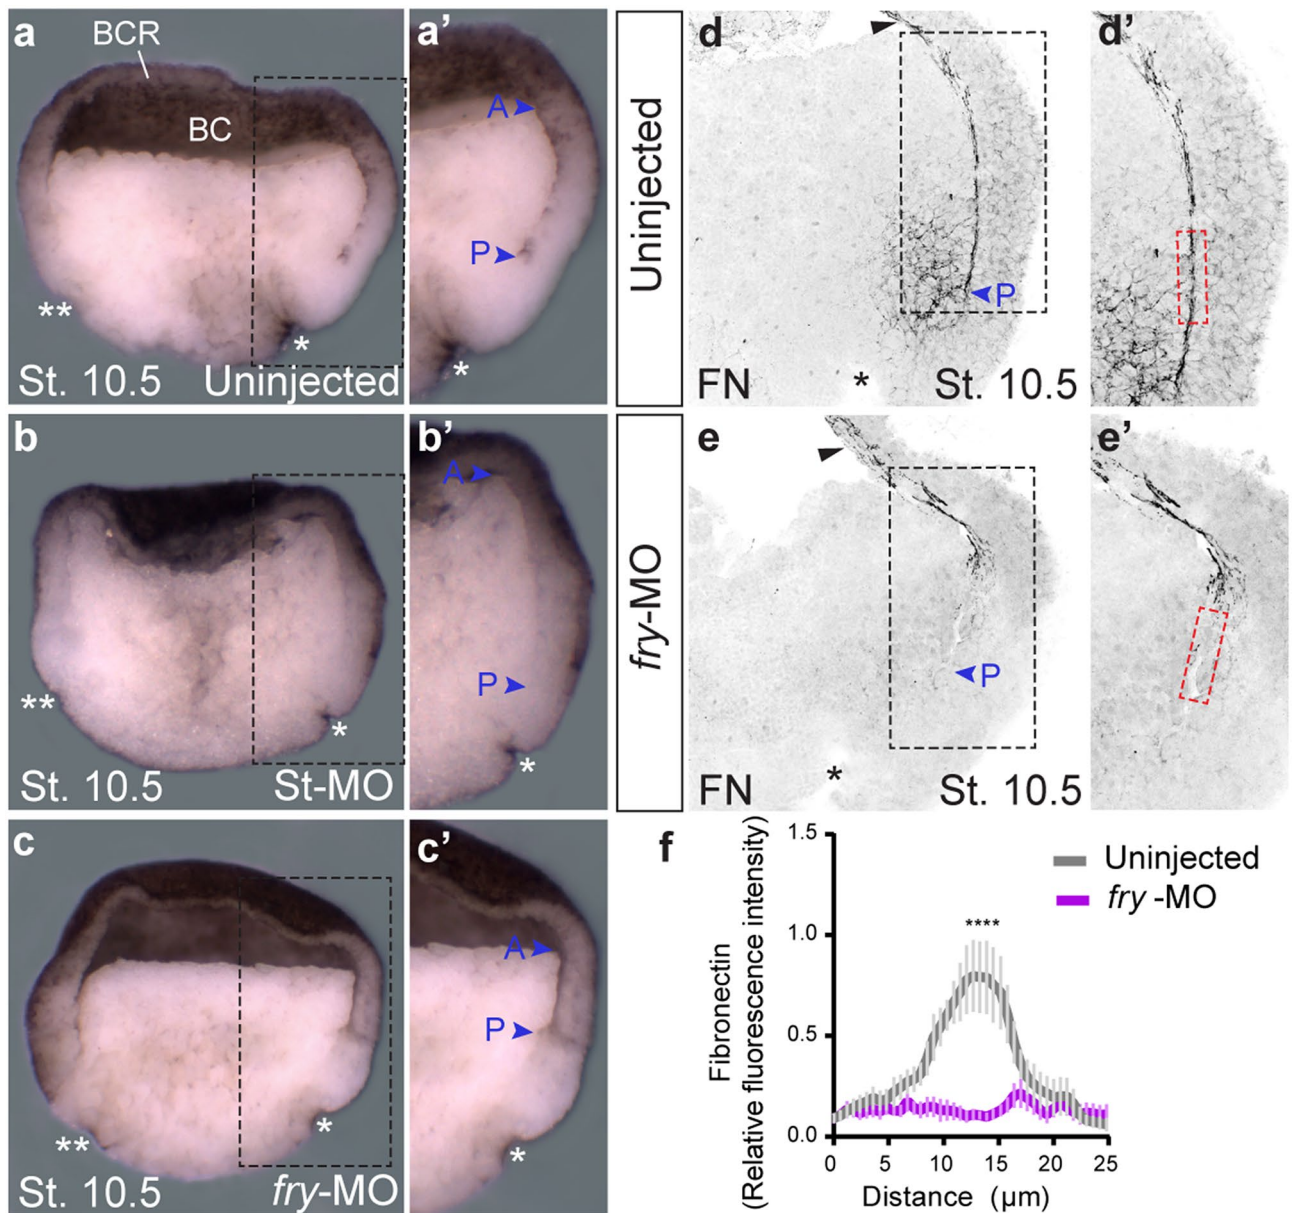 a
BCR
BC
**
*
St. 10.5
Uninjected
a’
A
P
*
b
**
*
St. 10.5
St-MO
b’
A
P
*
c
**
*
St. 10.5
fry-MO
c’
A
P
*
Uninjected
d
P
FN
*
St. 10.5
d’
fry-MO
e
P
FN
*
St. 10.5
e’
f
Fibronectin
(Relative fluorescence intensity)
1.5
1.0
0.5
0.0
****
Uninjected
fry -MO
0 5 10 15 20 25
Distance (μm)